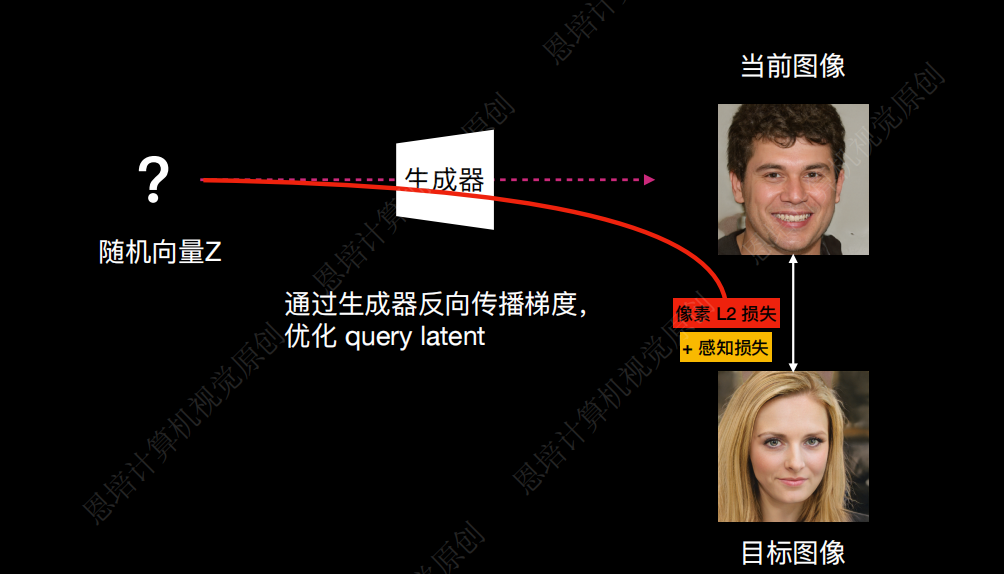 当前图像
?
生成器
随机向量Z
通过生成器反向传播梯度，
优化 query latent
像素 L2 损失
+ 感知损失
目标图像
恩培计算机视觉原创
恩培计算机视觉原创
恩培计算机视觉原创
恩培计算机视觉原创